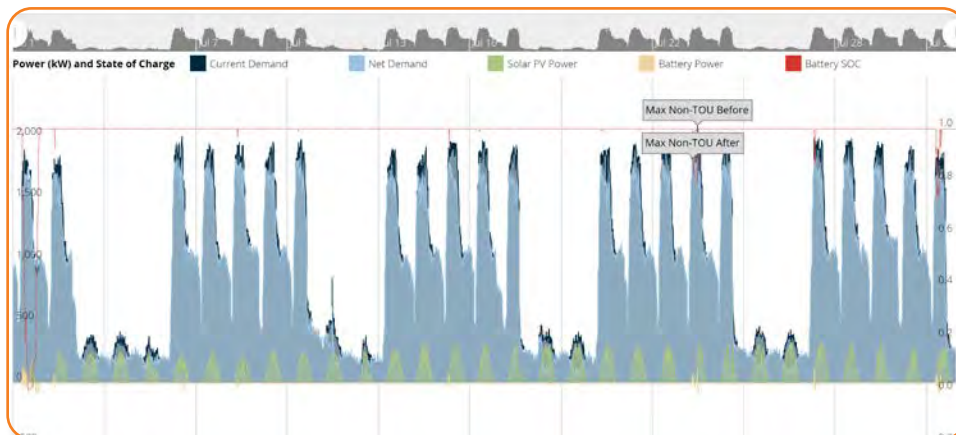 Jul 7
Jul 13
Jul 18
Jul 22
Jul 28
Power (kW) and State of Charge
Current Demand
Net Demand
Solar PV Power
Battery Power
Battery SOC
Max Non-TOU Before
Max Non-TOU After
2,000
1,500
1,000
500
0
1.0
0.8
0.6
0.4
0.2
0.0